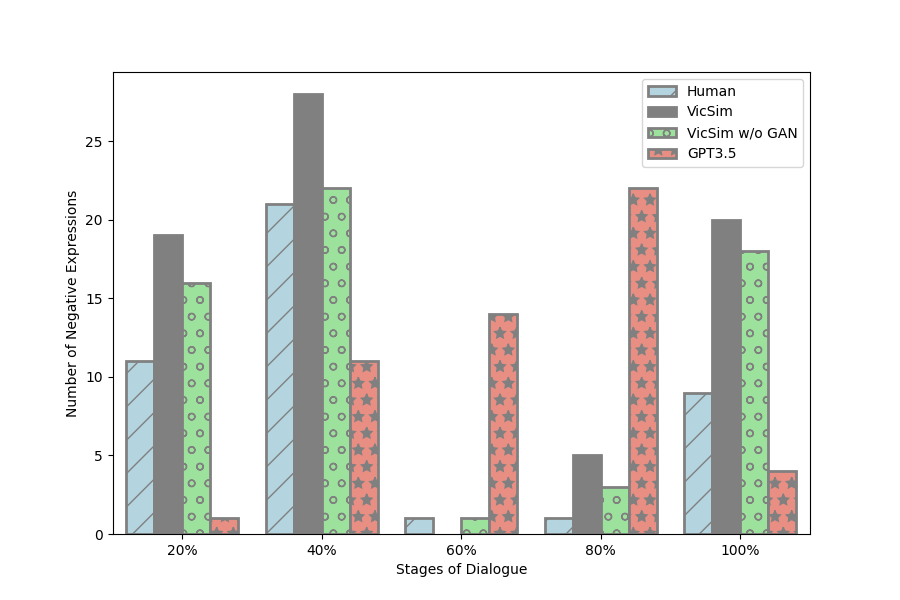 Human
VicSim
VicSim w/o GAN
GPT3.5
25
20
15
10
5
0
Number of Negative Expressions
20%
40%
60%
80%
100%
Stages of Dialogue